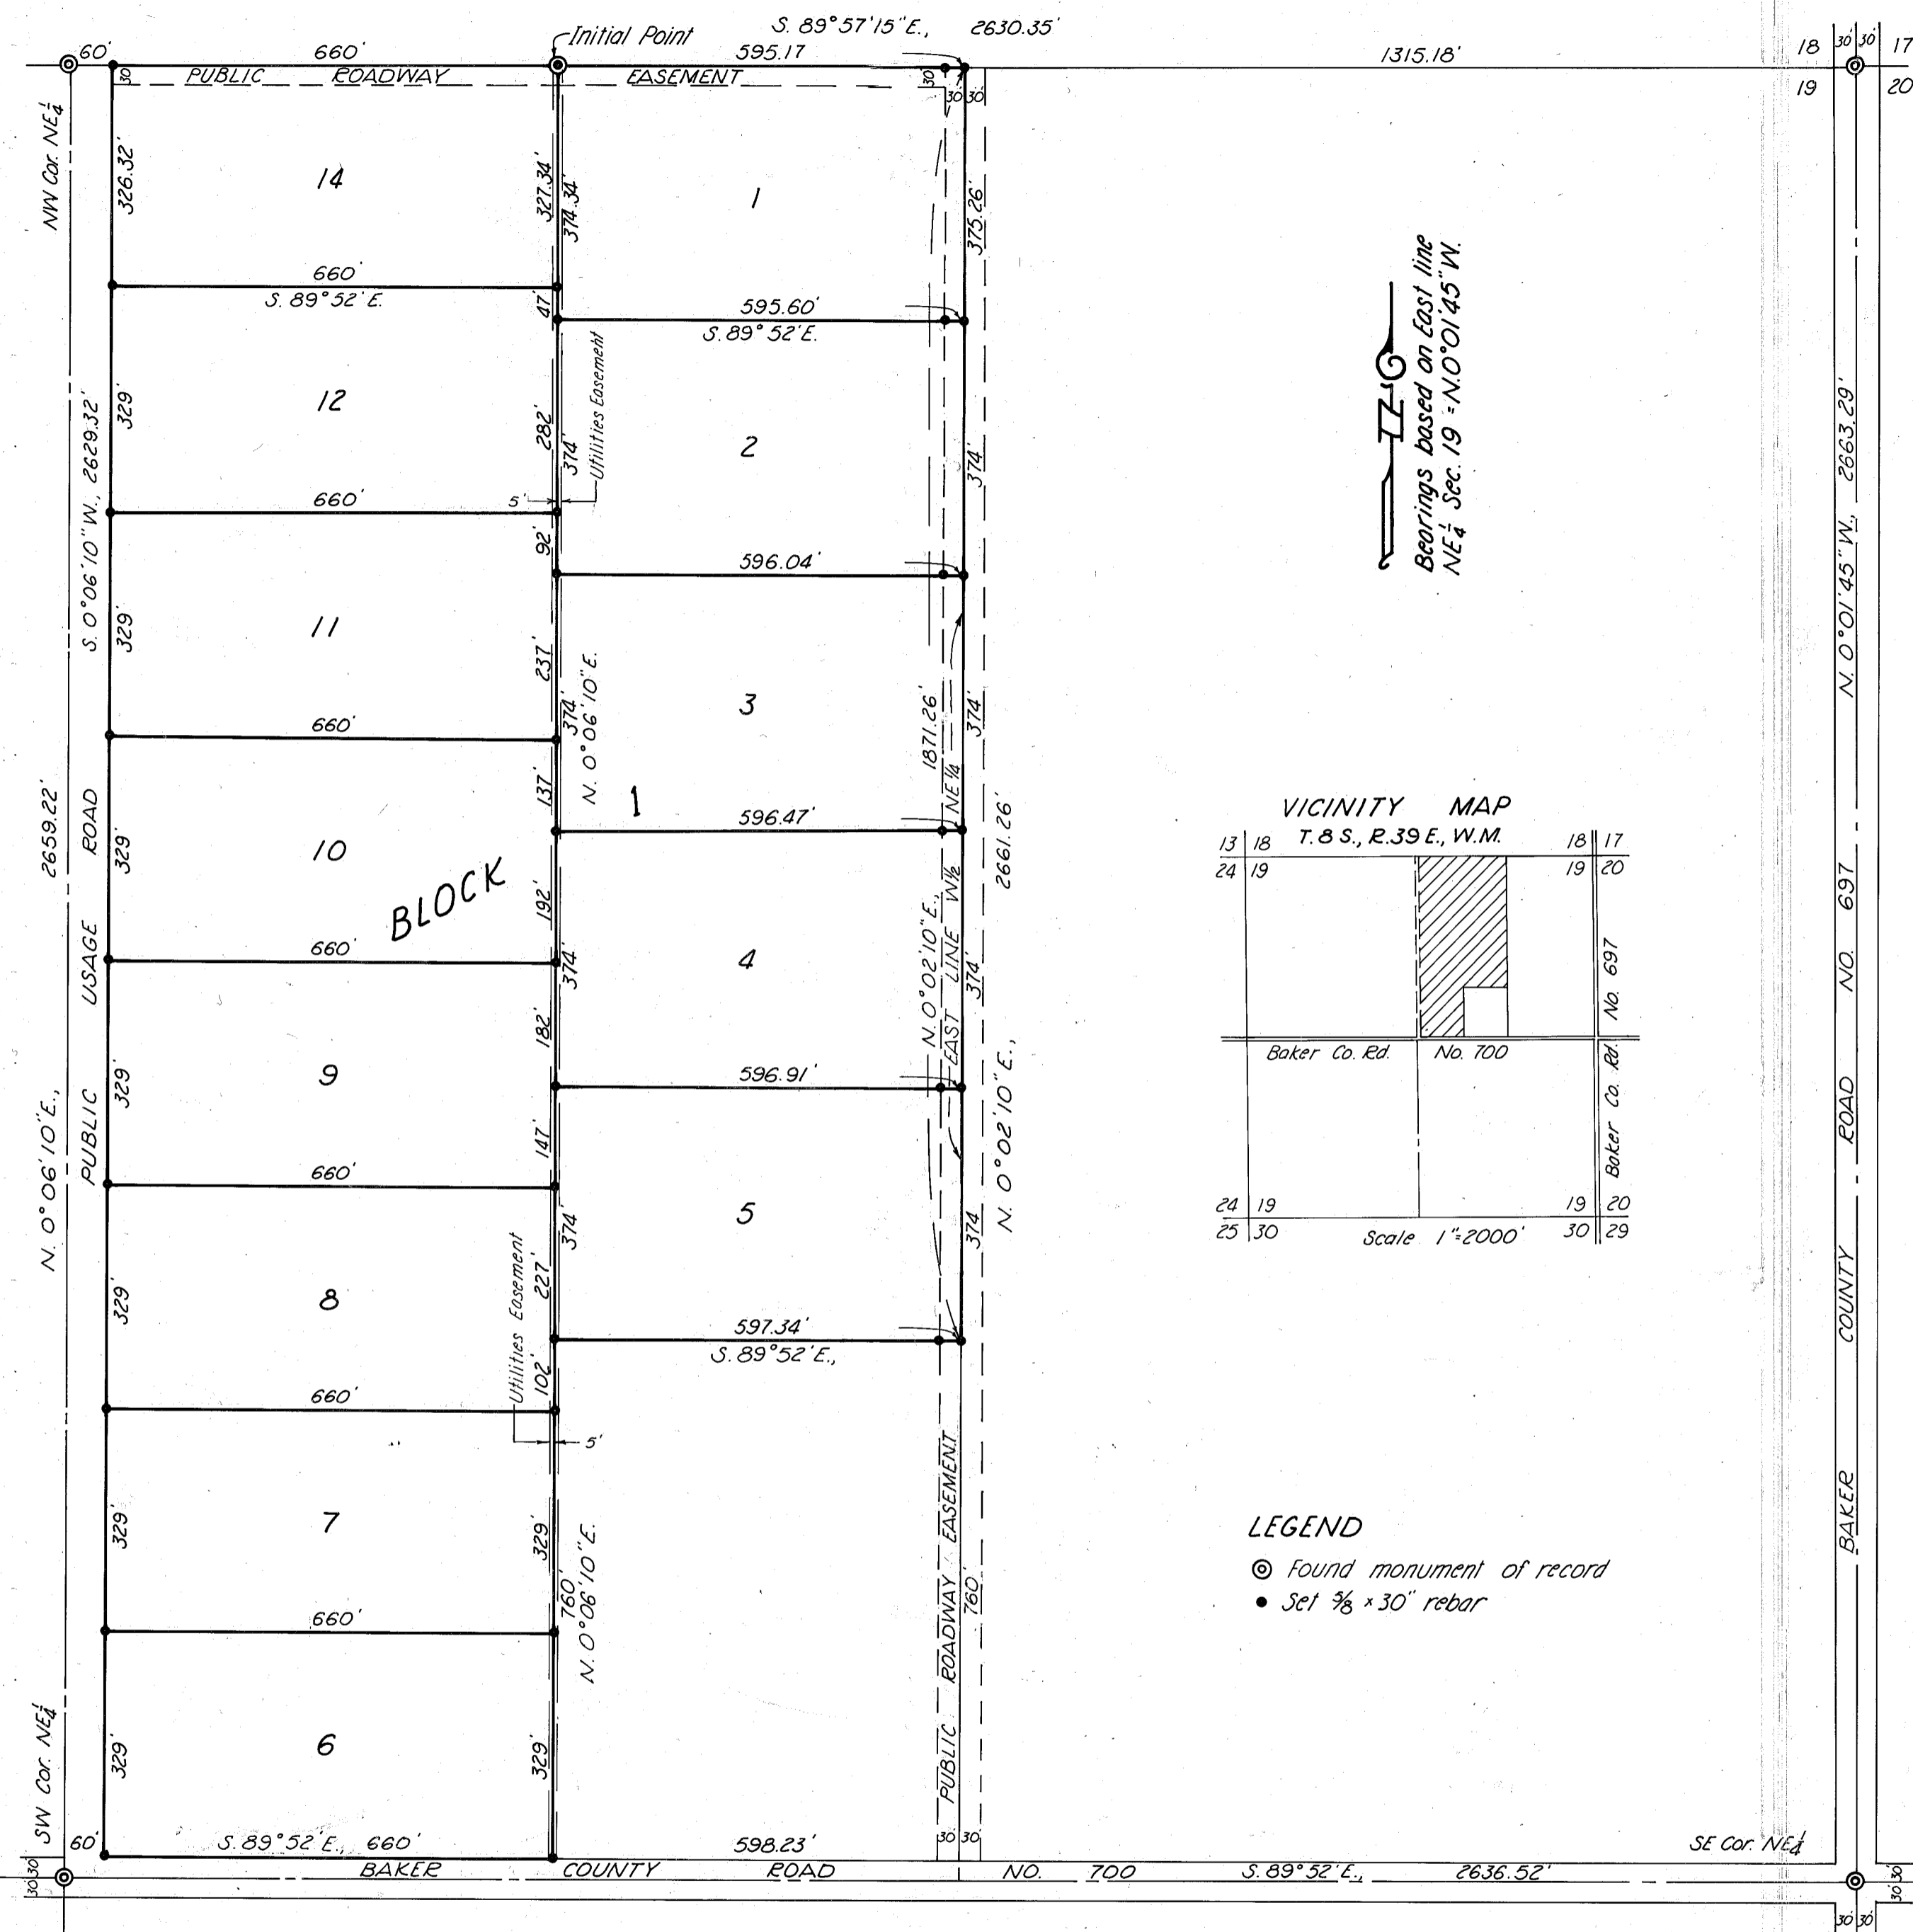 S. 89°57'15"E., 2630.35'
Initial Point
60'
660'
595.17
1315.18'
18
30' 30'
17
19
20
PUBLIC ROADWAY EASEMENT
30'
30'
30' 30'
NW Cor. NE¼
326.32'
14
327.34'
374.34'
1
375.26'
660'
S. 89°52'E.
47'
595.60'
S. 89°52'E.
Utilities Easement
5'
329'
12
282'
374'
2
374'
S. 0°06'10"W., 2629.32'
660'
92'
596.04'
329'
11
237'
374'
N. 0°06'10"E.
3
374'
1871.26'
660'
137'
1
596.47'
2659.22'
N. 0°06'10"E.,
PUBLIC USAGE ROAD
329'
10
BLOCK
192'
374'
4
374'
N. 0°02'10"E.,
EAST LINE W½ NE¼
2661.26'
N. 0°02'10"E.,
660'
182'
596.91'
329'
9
147'
660'
374'
5
374
329'
8
227'
Utilities Easement
597.34'
S. 89°52'E.,
102'
660'
5'
329'
7
329'
760'
N. 0°06'10"E.
PUBLIC ROADWAY EASEMENT
760'
660'
329'
6
329'
SW Cor. NE¼
60'
S. 89°52'E., 660'
598.23'
30' 30'
30' 30'
BAKER COUNTY ROAD NO. 700 S. 89°52'E., 2636.52'
SE Cor. NE¼
30' 30'
30' 30'
Bearings based on East line
NE¼ Sec. 19 = N.0°01'45"W.
N. 0°01'45"W., 2663.29'
BAKER COUNTY ROAD NO. 697
VICINITY MAP
T. 8 S., R. 39 E., W.M.
13 18
18 17
24 19
19 20
Baker Co. Rd. No. 700
Baker Co. Rd. No. 697
24 19
19 20
25 30
Scale 1"=2000'
30 29
LEGEND
Found monument of record
Set ⅝ x 30" rebar